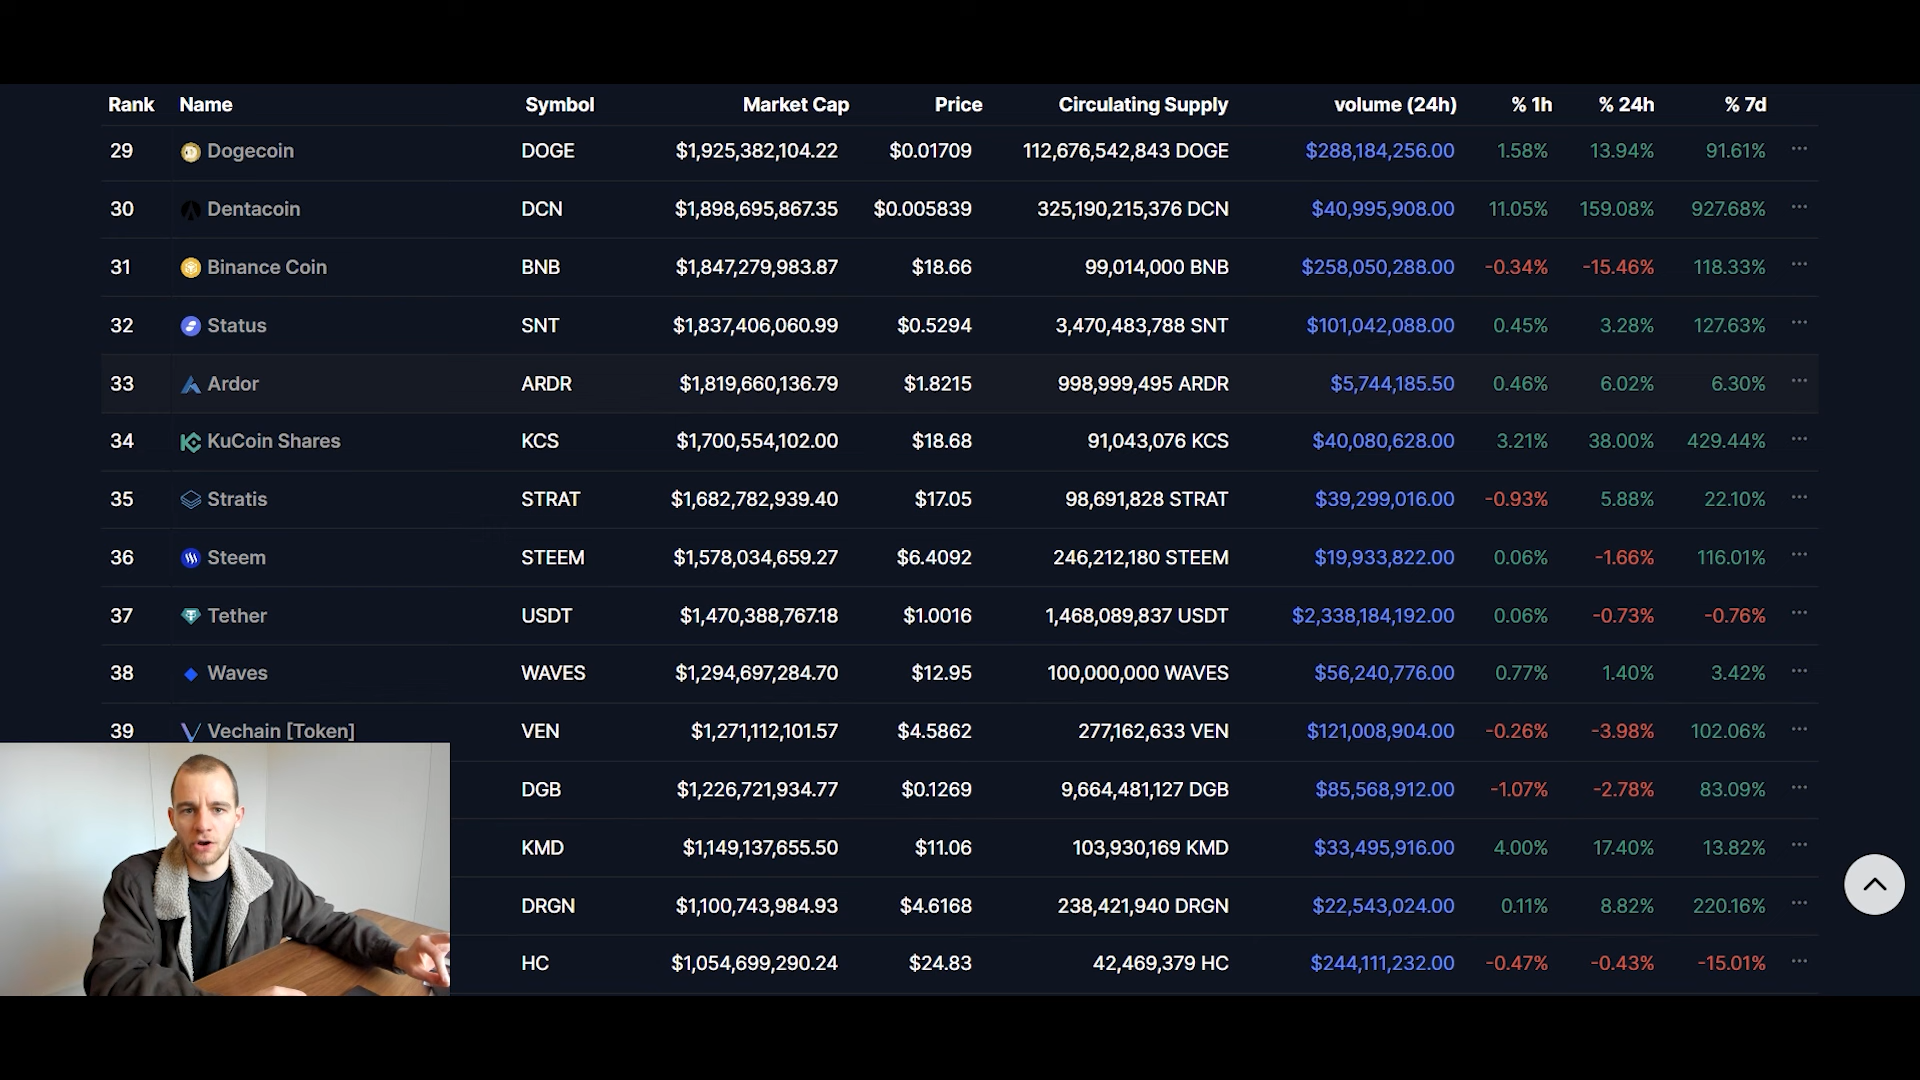 Rank Name Symbol Market Cap Price Circulating Supply volume (24h) % 1h % 24h % 7d
29 Dogecoin DOGE $1,925,382,104.22 $0.01709 112,676,542,843 DOGE $288,184,256.00 1.58% 13.94% 91.61% ...
30 Dentacoin DCN $1,898,695,867.35 $0.005839 325,190,215,376 DCN $40,995,908.00 11.05% 159.08% 927.68% ...
31 Binance Coin BNB $1,847,279,983.87 $18.66 99,014,000 BNB $258,050,288.00 -0.34% -15.46% 118.33% ...
32 Status SNT $1,837,406,060.99 $0.5294 3,470,483,788 SNT $101,042,088.00 0.45% 3.28% 127.63% ...
33 Ardor ARDR $1,819,660,136.79 $1.8215 998,999,495 ARDR $5,744,185.50 0.46% 6.02% 6.30% ...
34 KuCoin Shares KCS $1,700,554,102.00 $18.68 91,043,076 KCS $40,080,628.00 3.21% 38.00% 429.44% ...
35 Stratis STRAT $1,682,782,939.40 $17.05 98,691,828 STRAT $39,299,016.00 -0.93% 5.88% 22.10% ...
36 Steem STEEM $1,578,034,659.27 $6.4092 246,212,180 STEEM $19,933,822.00 0.06% -1.66% 116.01% ...
37 Tether USDT $1,470,388,767.18 $1.0016 1,468,089,837 USDT $2,338,184,192.00 0.06% -0.73% -0.76% ...
38 Waves WAVES $1,294,697,284.70 $12.95 100,000,000 WAVES $56,240,776.00 0.77% 1.40% 3.42% ...
39 Vechain [Token] VEN $1,271,112,101.57 $4.5862 277,162,633 VEN $121,008,904.00 -0.26% -3.98% 102.06% ...
DGB $1,226,721,934.77 $0.1269 9,664,481,127 DGB $85,568,912.00 -1.07% -2.78% 83.09% ...
KMD $1,149,137,655.50 $11.06 103,930,169 KMD $33,495,916.00 4.00% 17.40% 13.82% ...
DRGN $1,100,743,984.93 $4.6168 238,421,940 DRGN $22,543,024.00 0.11% 8.82% 220.16% ...
HC $1,054,699,290.24 $24.83 42,469,379 HC $244,111,232.00 -0.47% -0.43% -15.01% ...